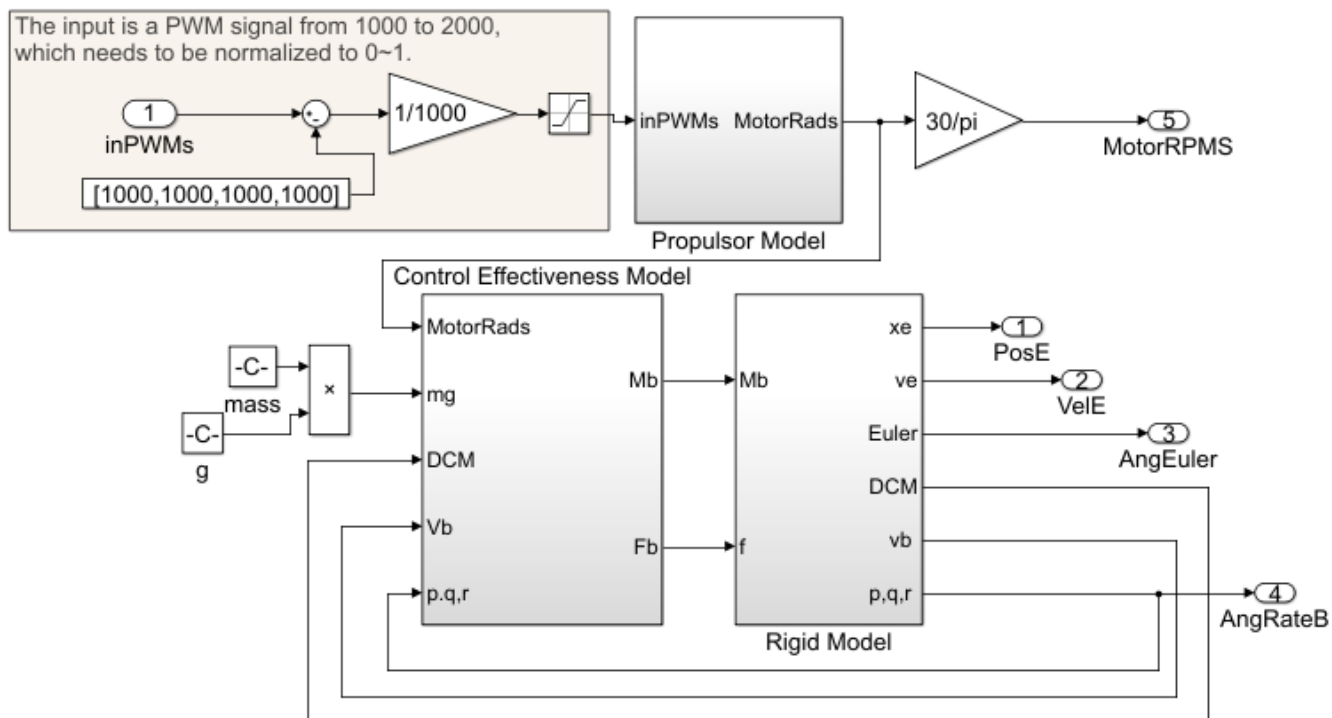 The input is a PWM signal from 1000 to 2000,
which needs to be normalized to 0~1.
1
inPWMs
+
-
[1000,1000,1000,1000]
1/1000
inPWMs
MotorRads
Propulsor Model
30/pi
5
MotorRPMS
Control Effectiveness Model
-C-
mass
-C-
g
×
MotorRads
mg
DCM
Vb
p.q,r
Mb
Fb
Mb
f
xe
ve
Euler
DCM
vb
p,q,r
Rigid Model
1
PosE
2
VelE
3
AngEuler
4
AngRateB